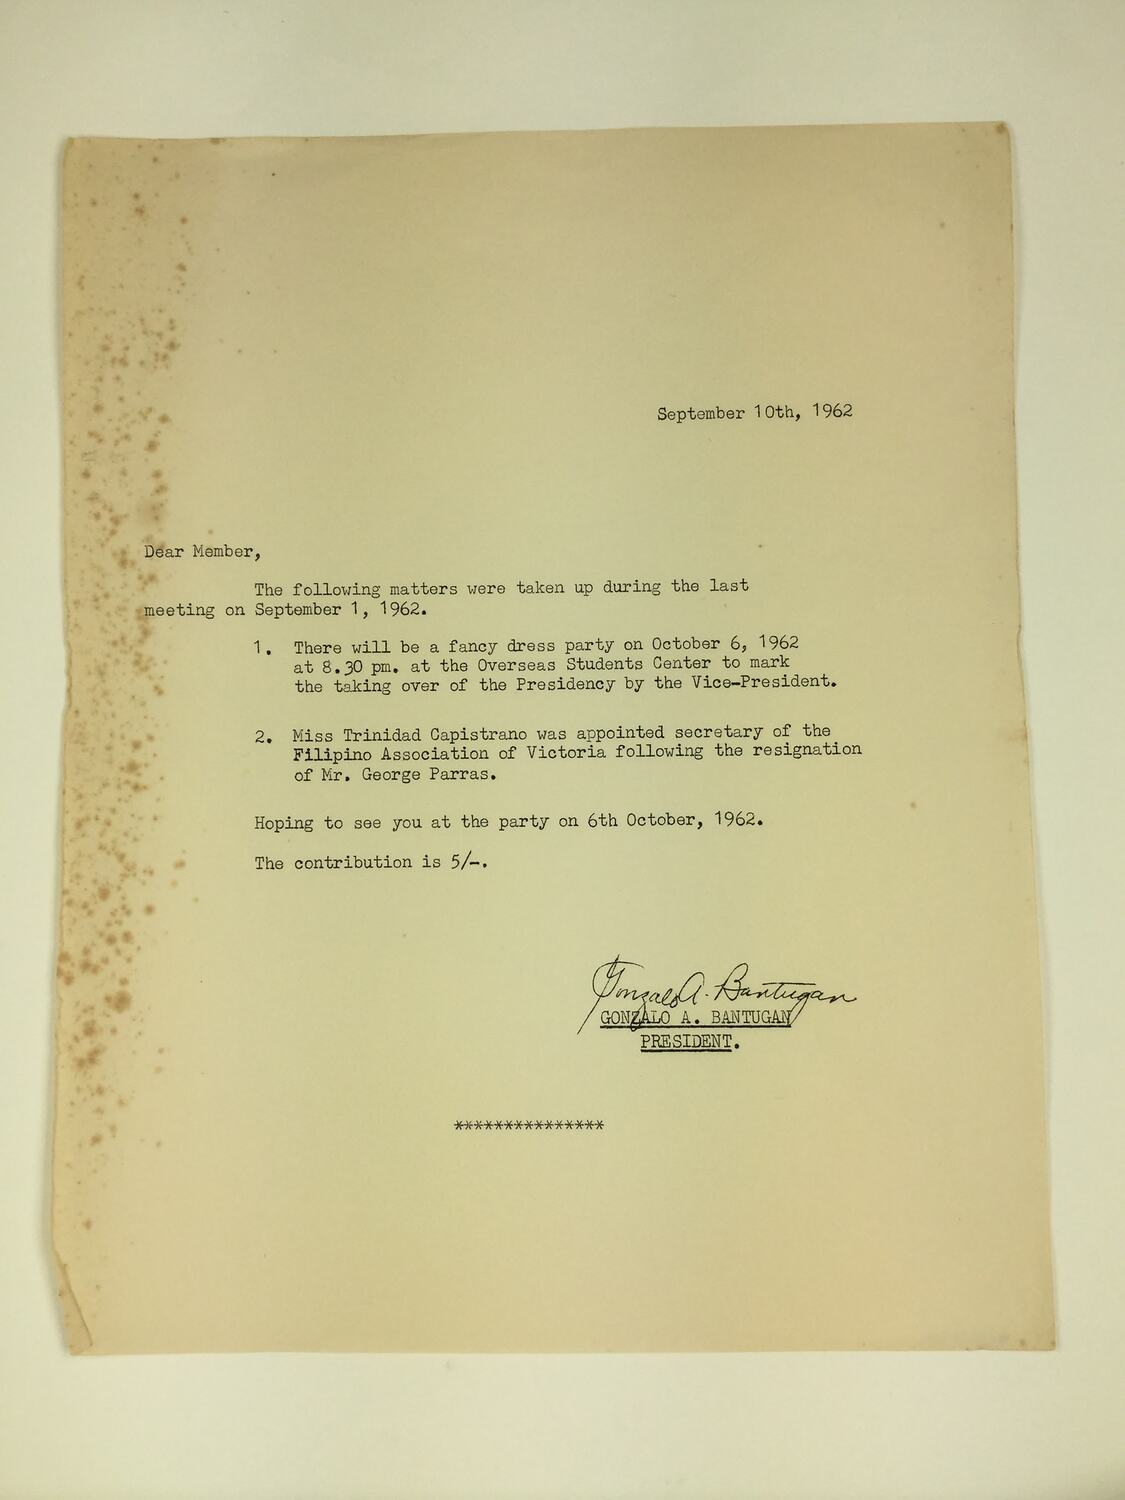 September 10th, 1962
Dear Member,
The following matters were taken up during the last
meeting on September 1, 1962.
1. There will be a fancy dress party on October 6, 1962
at 8.30 pm. at the Overseas Students Center to mark
the taking over of the Presidency by the Vice-President.
2. Miss Trinidad Capistrano was appointed secretary of the
Filipino Association of Victoria following the resignation
of Mr. George Parras.
Hoping to see you at the party on 6th October, 1962.
The contribution is 5/-.
Gonzalo A. Bantugan
GONZALO A. BANTUGAN
PRESIDENT.
***************